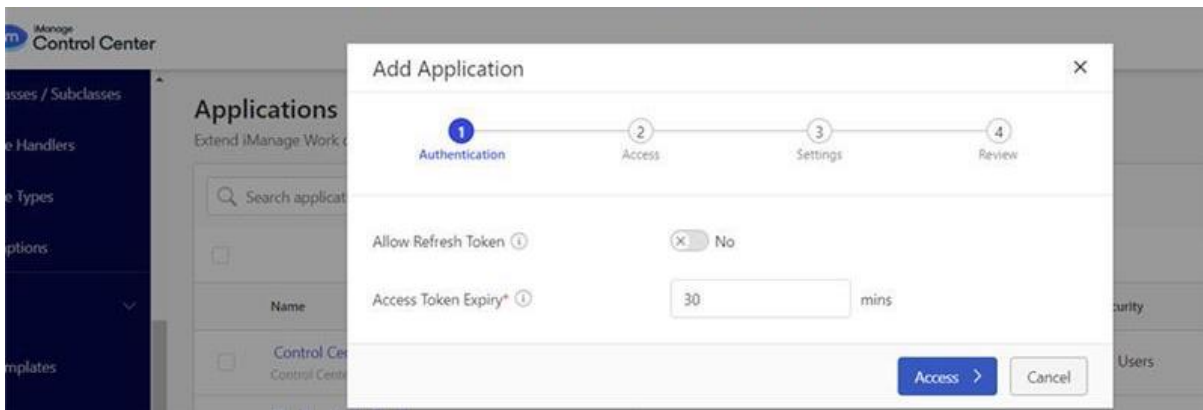 iManage
Control Center
asses / Subclasses
e Handlers
e Types
ptions
mplates
Applications
Extend iManage Work
Search applicat
Name
Control Ce
Control Cente
curity
Users
Add Application
1
2
3
4
Authentication
Access
Settings
Review
Allow Refresh Token
No
Access Token Expiry*
30
mins
Access
Cancel